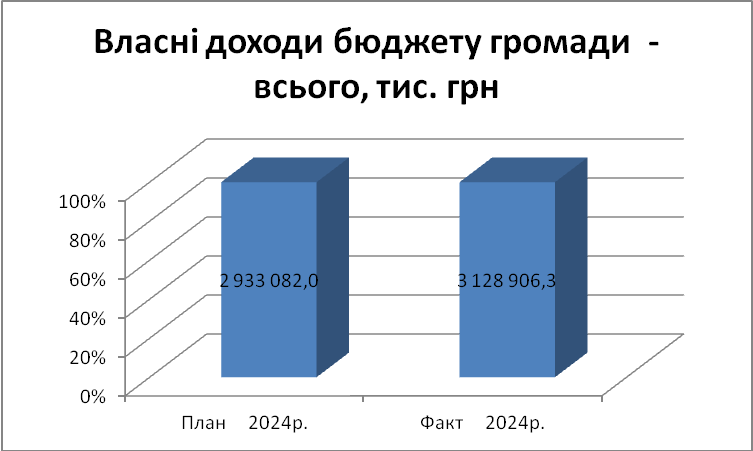 Власні доходи бюджету громади -
всього, тис. грн
100%
80%
60%
40%
20%
0%
2 933 082,0
3 128 906,3
План 2024р.
Факт 2024р.